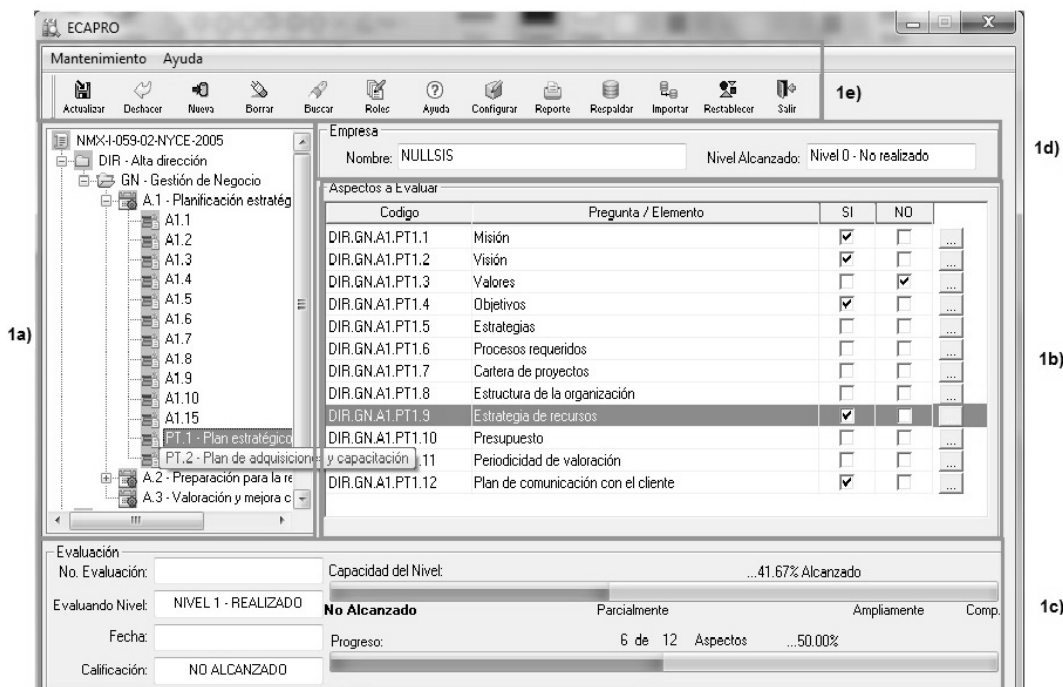 ECAPRO
Mantenimiento Ayuda
Actualizar Deshacer Nueva Borrar Buscar Roles Ayuda Configurar Reporte Respaldar Importar Restablecer Salir
1e)
NMX-I-059-02-NYCE-2005
DIR - Alta dirección
GN - Gestión de Negocio
A.1 - Planificación estratég
A1.1
A1.2
A1.3
A1.4
A1.5
A1.6
A1.7
A1.8
A1.9
A1.10
A1.15
PT.1 - Plan estratégico
PT.2 - Plan de adquisiciones y capacitación
A.2 - Preparación para la re
A.3 - Valoración y mejora c
1a)
Empresa
Nombre: NULLSIS Nivel Alcanzado: Nivel 0 - No realizado
1d)
Aspectos a Evaluar
Codigo Pregunta / Elemento SI NO
DIR.GN.A1.PT1.1 Misión ...
DIR.GN.A1.PT1.2 Visión ...
DIR.GN.A1.PT1.3 Valores ...
DIR.GN.A1.PT1.4 Objetivos ...
DIR.GN.A1.PT1.5 Estrategias ...
DIR.GN.A1.PT1.6 Procesos requeridos ...
DIR.GN.A1.PT1.7 Cartera de proyectos ...
DIR.GN.A1.PT1.8 Estructura de la organización ...
DIR.GN.A1.PT1.9 Estrategia de recursos
DIR.GN.A1.PT1.10 Presupuesto ...
.11 Periodicidad de valoración ...
DIR.GN.A1.PT1.12 Plan de comunicación con el cliente ...
1b)
Evaluación
No. Evaluación:
Evaluando Nivel: NIVEL 1 - REALIZADO
Fecha:
Calificación: NO ALCANZADO
Capacidad del Nivel: ...41.67% Alcanzado
No Alcanzado Parcialmente Ampliamente Comp.
Progreso: 6 de 12 Aspectos ...50.00%
1c)